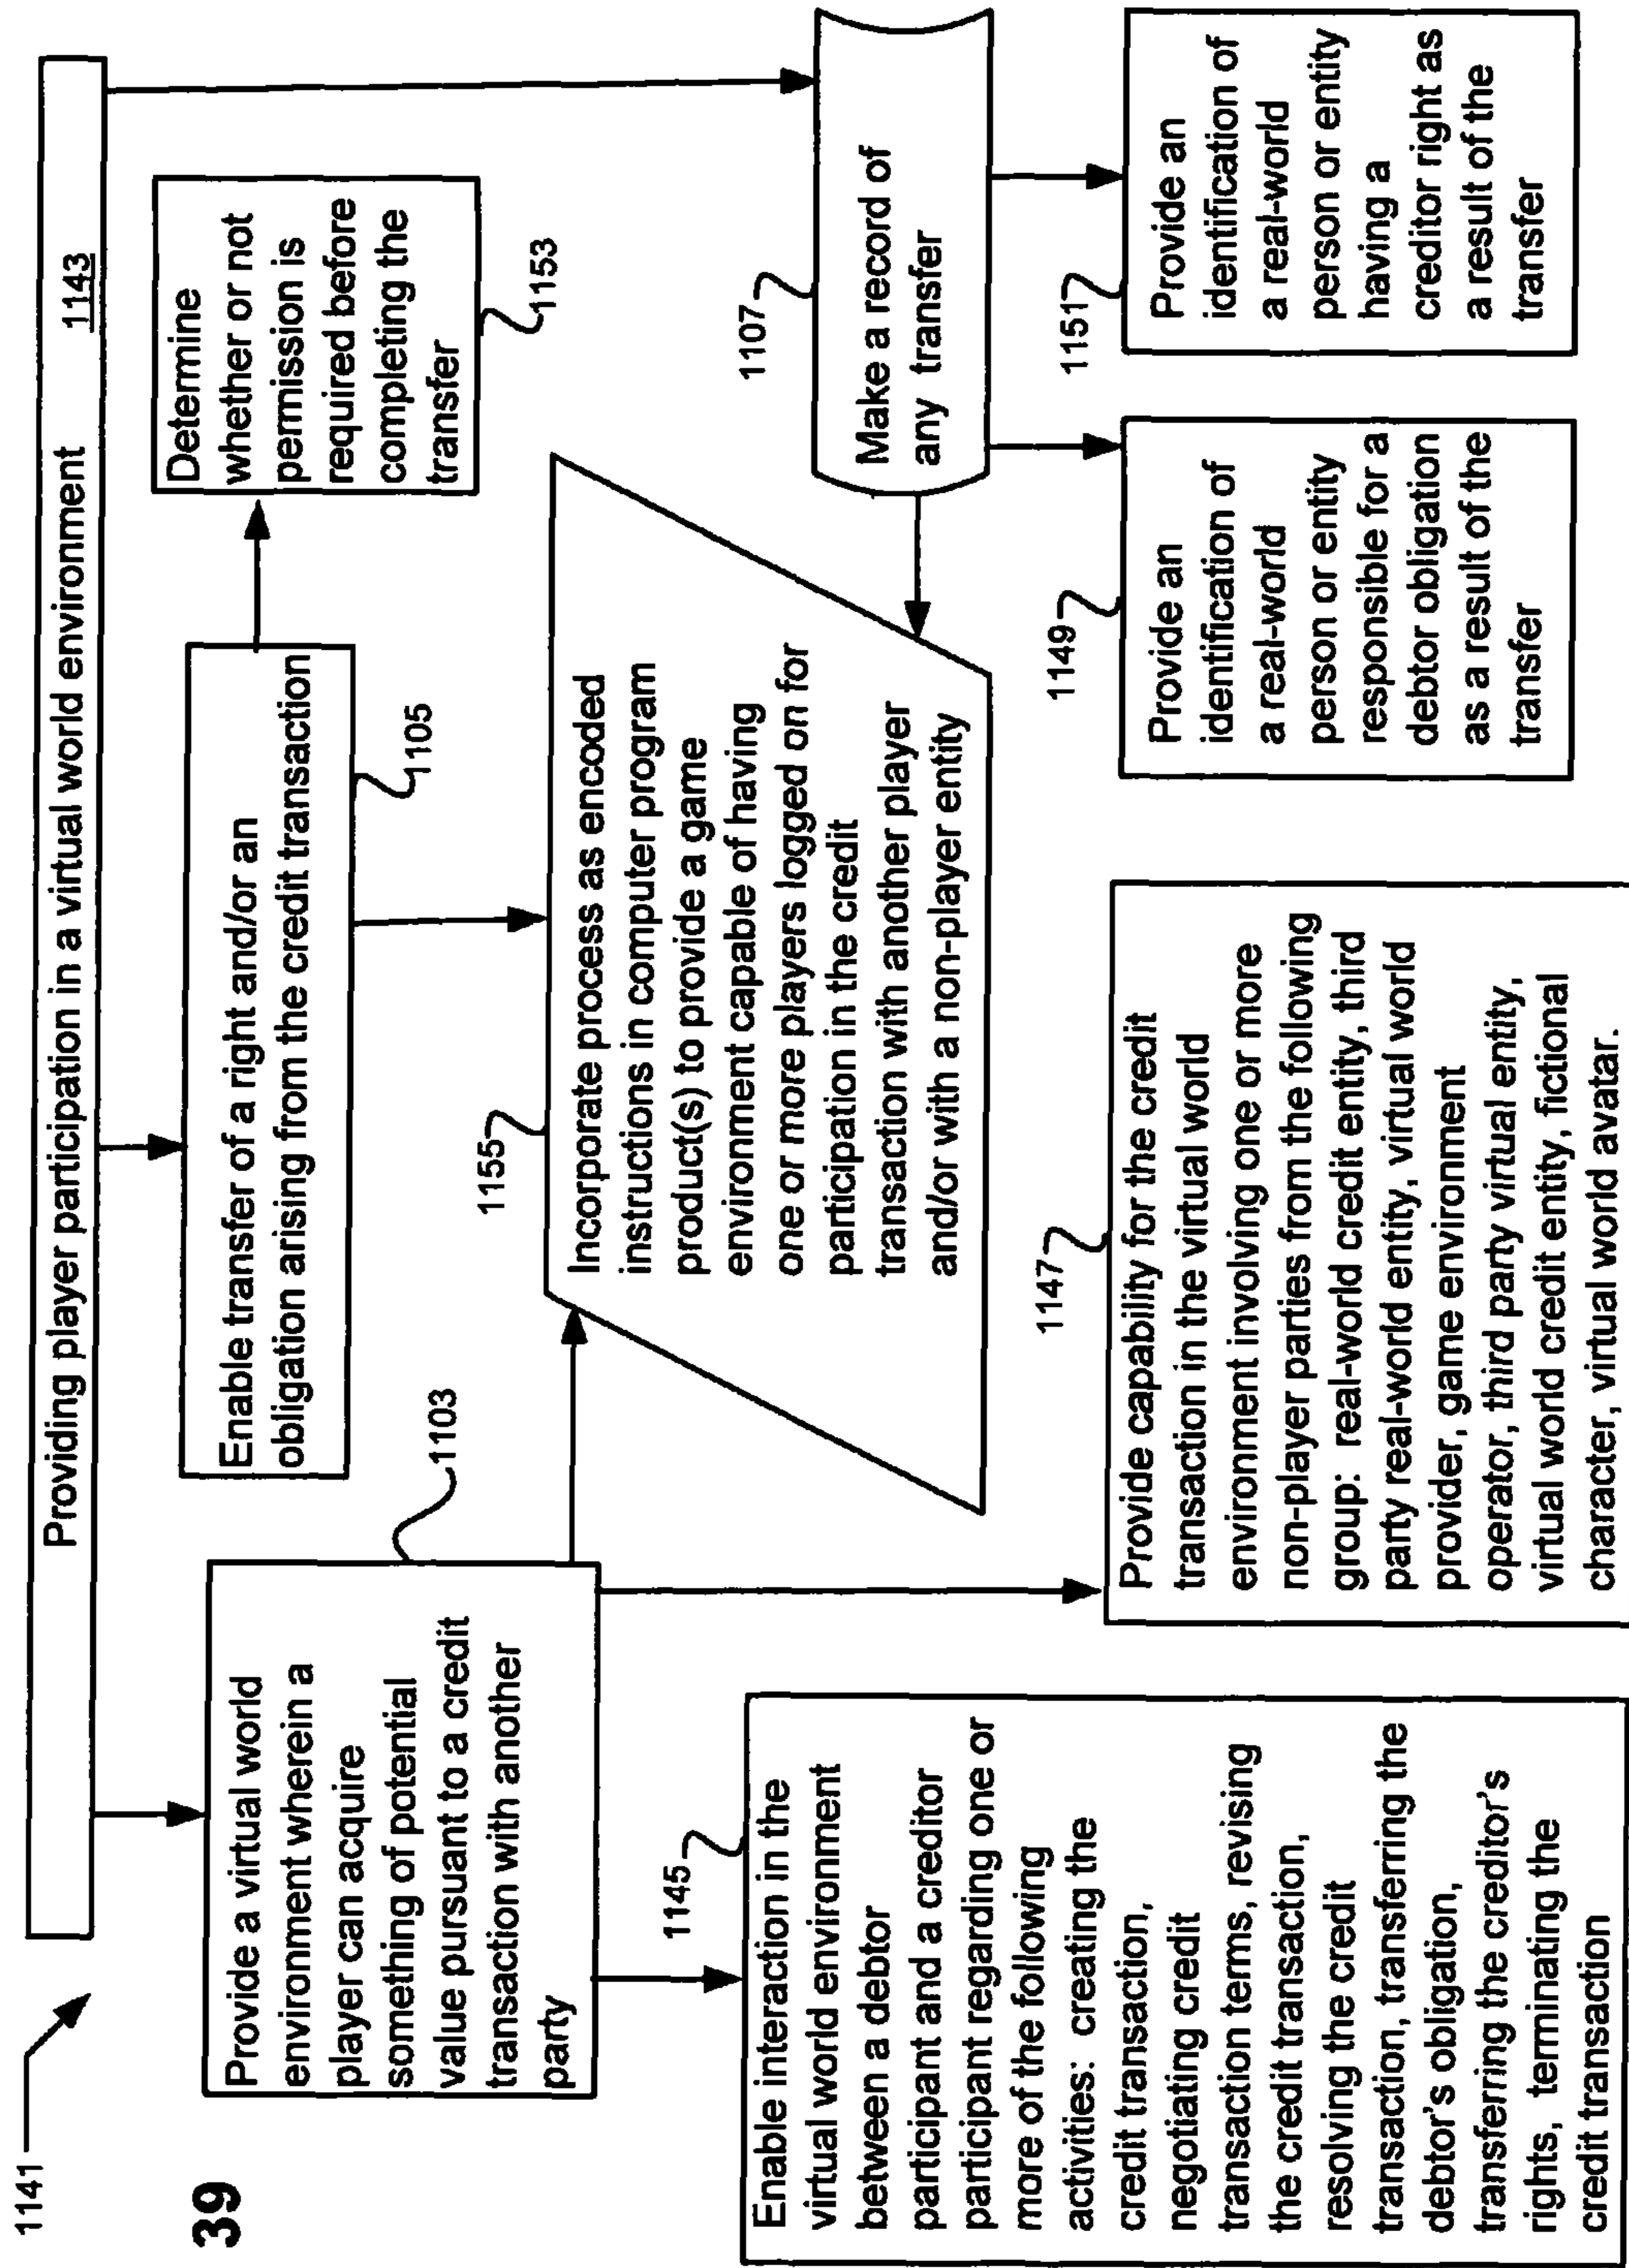 1141
39
Providing player participation in a virtual world environment 1143
Provide a virtual world
environment wherein a
player can acquire
something of potential
value pursuant to a credit
transaction with another
party
1103
Enable transfer of a right and/or an
obligation arising from the credit transaction
1105
Determine
whether or not
permission is
required before
completing the
transfer
1153
1155
Incorporate process as encoded
instructions in computer program
product(s) to provide a game
environment capable of having
one or more players logged on for
participation in the credit
transaction with another player
and/or with a non-player entity
1107
Make a record of
any transfer
1145
Enable interaction in the
virtual world environment
between a debtor
participant and a creditor
participant regarding one or
more of the following
activities: creating the
credit transaction,
negotiating credit
transaction terms, revising
the credit transaction,
resolving the credit
transaction, transferring the
debtor's obligation,
transferring the creditor's
rights, terminating the
credit transaction
1147
Provide capability for the credit
transaction in the virtual world
environment involving one or more
non-player parties from the following
group: real-world credit entity, third
party real-world entity, virtual world
provider, game environment
operator, third party virtual entity,
virtual world credit entity, fictional
character, virtual world avatar.
1149
Provide an
identification of
a real-world
person or entity
responsible for a
debtor obligation
as a result of the
transfer
1151
Provide an
identification of
a real-world
person or entity
having a
creditor right as
a result of the
transfer